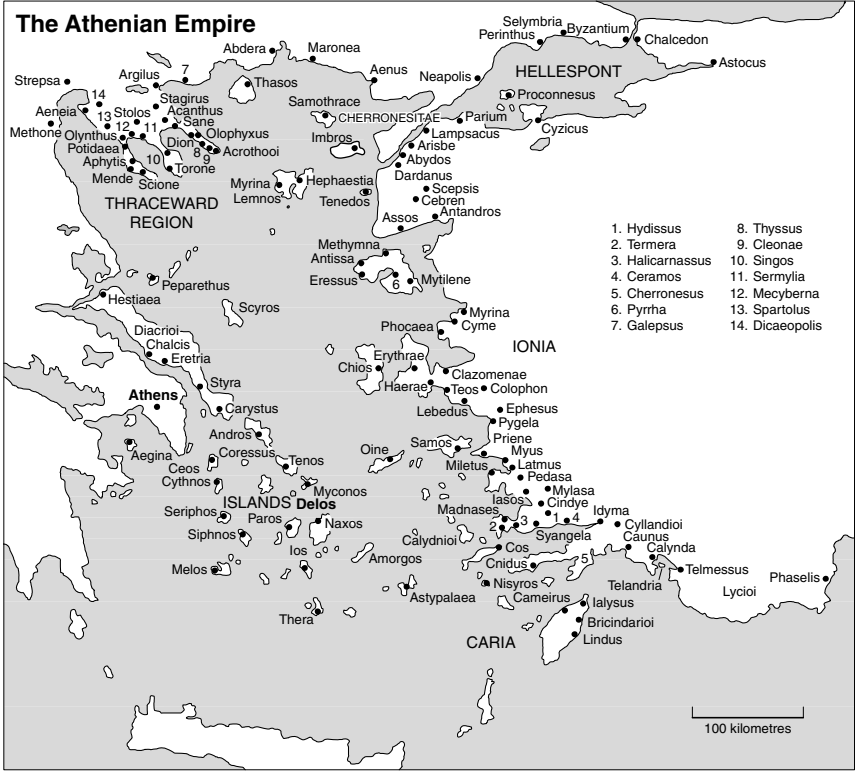 The Athenian Empire
Selymbria
Byzantium
Perinthus
Chalcedon
Abdera
Maronea
Astocus
Strepsa
Argilus
7
Thasos
Aenus
Neapolis
HELLESPONT
14
Stagirus
Samothrace
Proconnesus
Aeneia
13
Stolos
Acanthus
CHERRONESITAE
Parium
Methone
12
11
Sane
Cyzicus
Olynthus
Olophyxus
Imbros
Lampsacus
Potidaea
Dion
8
9
Acrothooi
Arisbe
Aphytis
10
Torone
Abydos
Mende
Scione
Myrina
Hephaestia
Dardanus
Lemnos
Tenedos
Scepsis
THRACEWARD
REGION
Cebren
Assos
Antandros
1. Hydissus
2. Termera
3. Halicarnassus
4. Ceramos
5. Cherronesus
6. Pyrrha
7. Galepsus
8. Thyssus
9. Cleonae
10. Singos
11. Sermylia
12. Mecyberna
13. Spartolus
14. Dicaeopolis
Methymna
Antissa
Eressus
6
Mytilene
Peparethus
Hestiaea
Scyros
Myrina
Cyme
Diacrioi
Phocaea
Chalcis
IONIA
Eretria
Erythrae
Chios
Clazomenae
Styra
Haerae
Teos
Colophon
Athens
Lebedus
Ephesus
Carystus
Pygela
Andros
Samos
Priene
Aegina
Coressus
Oine
Myus
Ceos
Tenos
Miletus
Latmus
Cythnos
Pedasa
Myconos
Iasos
Mylasa
ISLANDS
Delos
Cindye
Seriphos
Paros
Naxos
Madnases
1
4
Idyma
2
3
Cyllandioi
Siphnos
Calydnioi
Syangela
Caunus
Ios
Cos
Calynda
Melos
Amorgos
Cnidus
5
Telmessus
Nisyros
Telandria
Phaselis
Astypalaea
Cameirus
Ialysus
Lycioi
Thera
Bricindarioi
CARIA
Lindus
100 kilometres